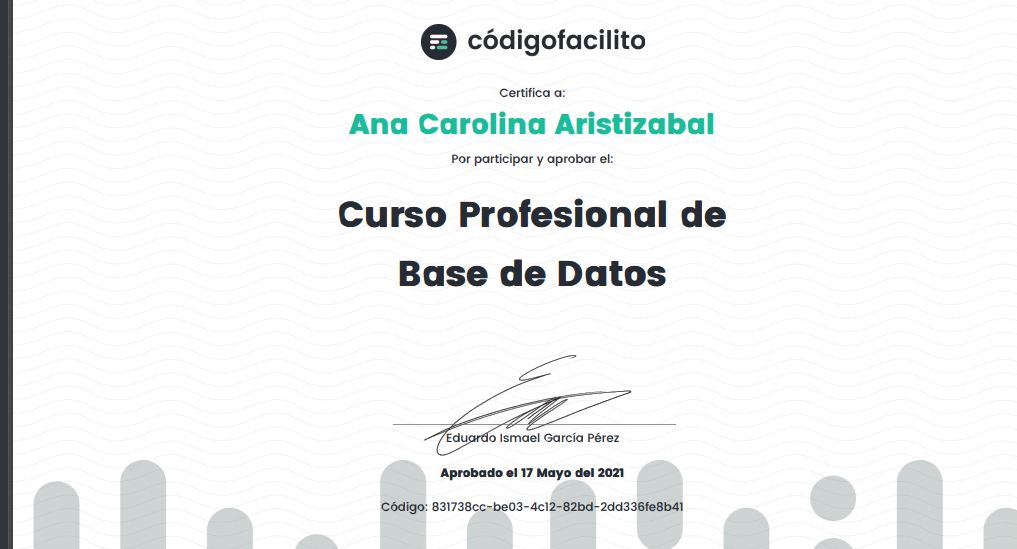 códigofacilito
Certifica a:
Ana Carolina Aristizabal
Por participar y aprobar el:
Curso Profesional de
Base de Datos
Eduardo Ismael García Pérez
Aprobado el 17 Mayo del 2021
Código: 831738cc-be03-4c12-82bd-2dd336fe8b41